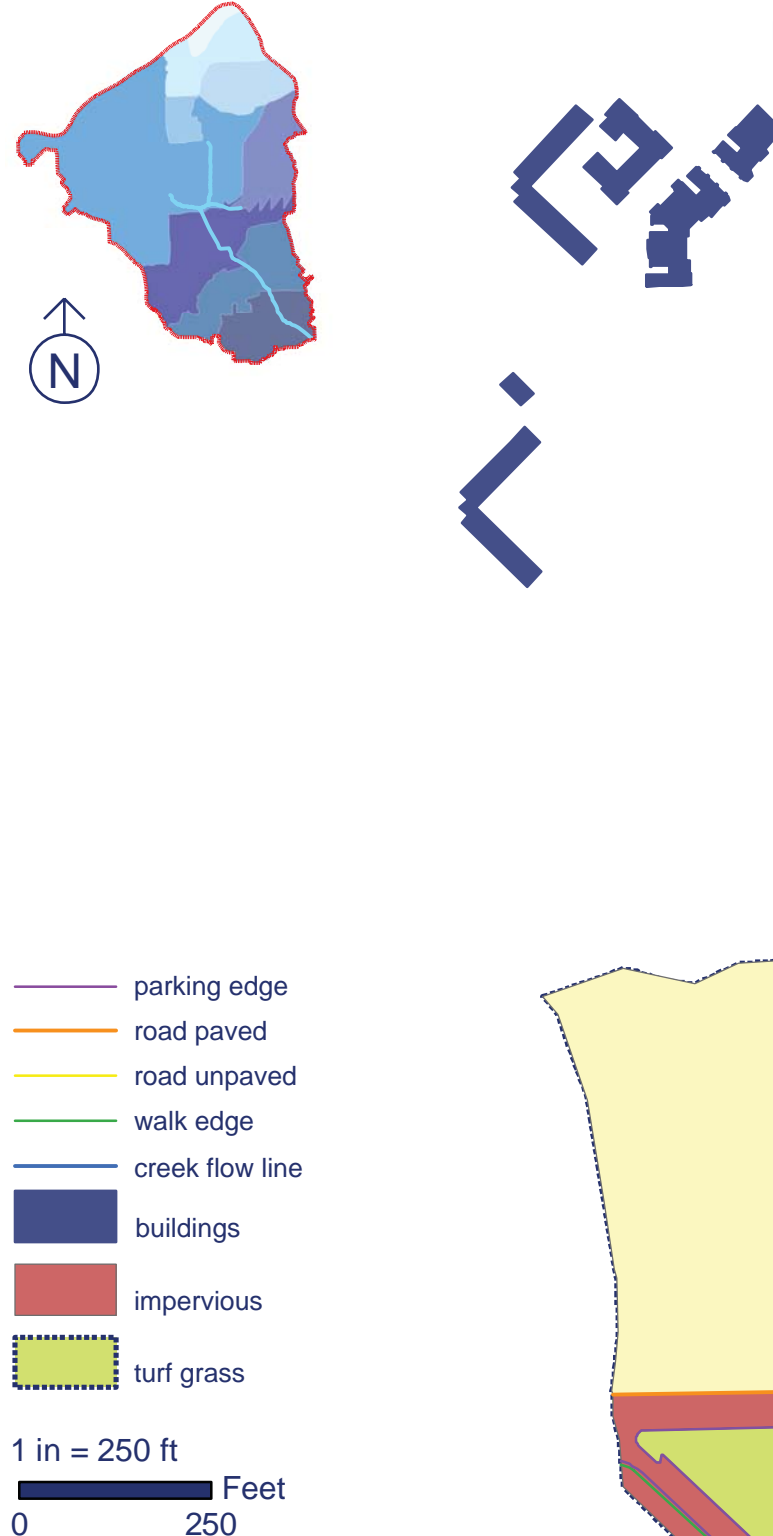 N
parking edge
road paved
road unpaved
walk edge
creek flow line
buildings
impervious
turf grass
1 in = 250 ft
Feet
0 250